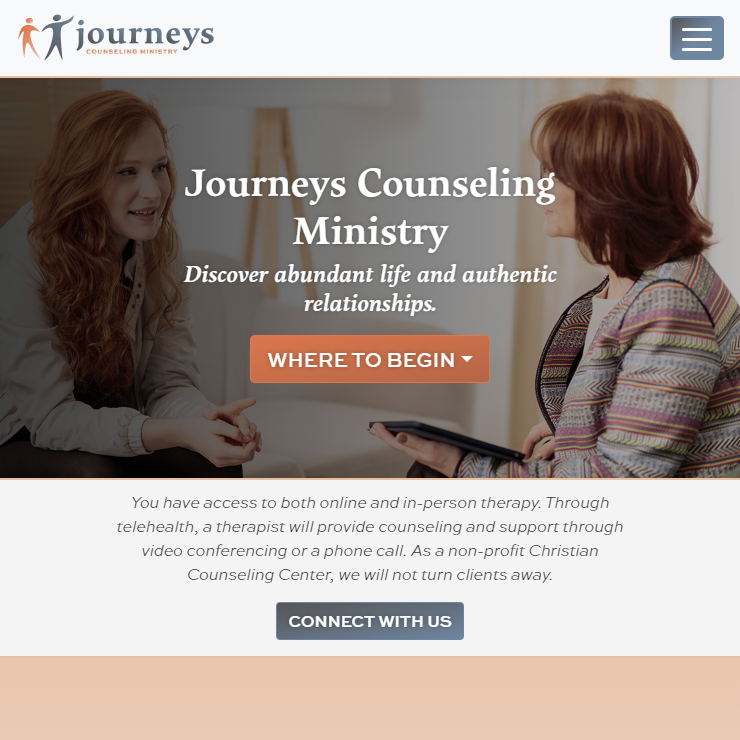 journeys
COUNSELING MINISTRY
Journeys Counseling
Ministry
Discover abundant life and authentic
relationships.
WHERE TO BEGIN
You have access to both online and in-person therapy. Through
telehealth, a therapist will provide counseling and support through
video conferencing or a phone call. As a non-profit Christian
Counseling Center, we will not turn clients away.
CONNECT WITH US